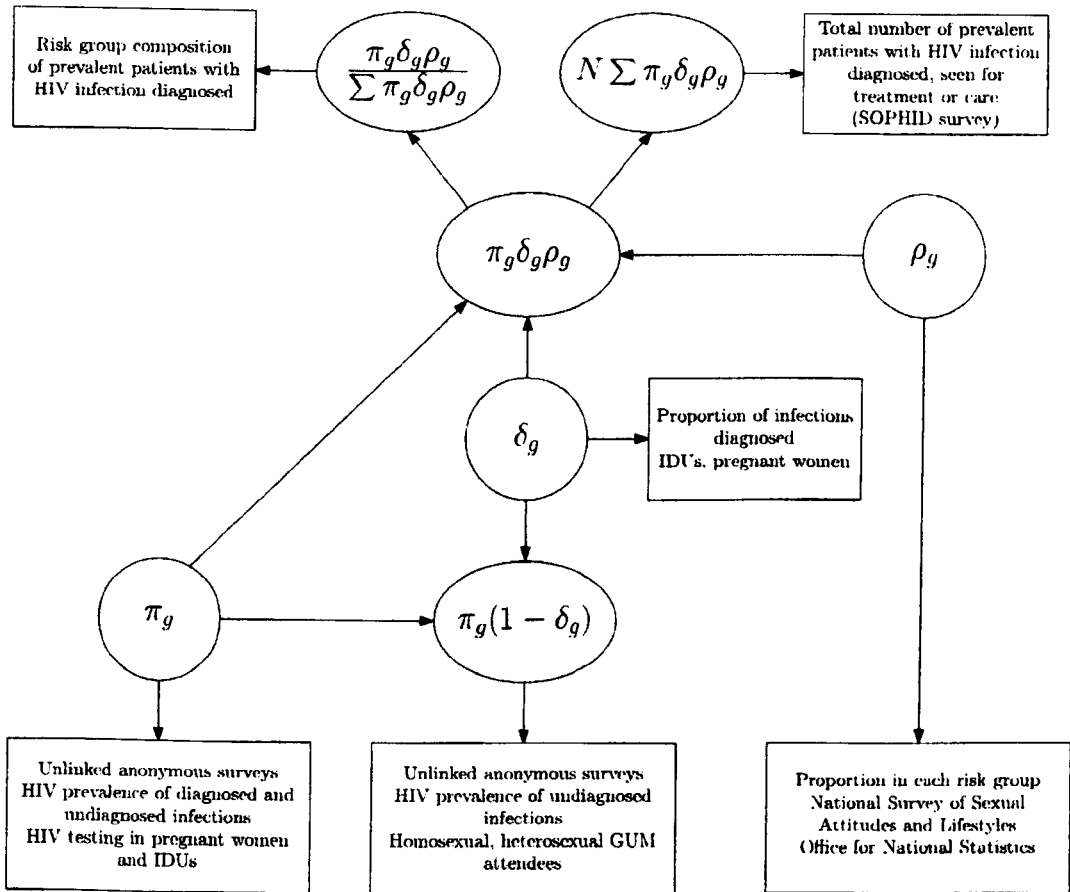 Risk group composition
of prevalent patients with
HIV infection diagnosed
π_g δ_g ρ_g
∑ π_g δ_g ρ_g
N ∑ π_g δ_g ρ_g
Total number of prevalent
patients with HIV infection
diagnosed, seen for
treatment or care
(SOPHID survey)
π_g δ_g ρ_g
ρ_g
δ_g
Proportion of infections
diagnosed
IDUs, pregnant women
π_g
π_g(1 − δ_g)
Unlinked anonymous surveys
HIV prevalence of diagnosed and
undiagnosed infections
HIV testing in pregnant women
and IDUs
Unlinked anonymous surveys
HIV prevalence of undiagnosed
infections
Homosexual, heterosexual GUM
attendees
Proportion in each risk group
National Survey of Sexual
Attitudes and Lifestyles
Office for National Statistics